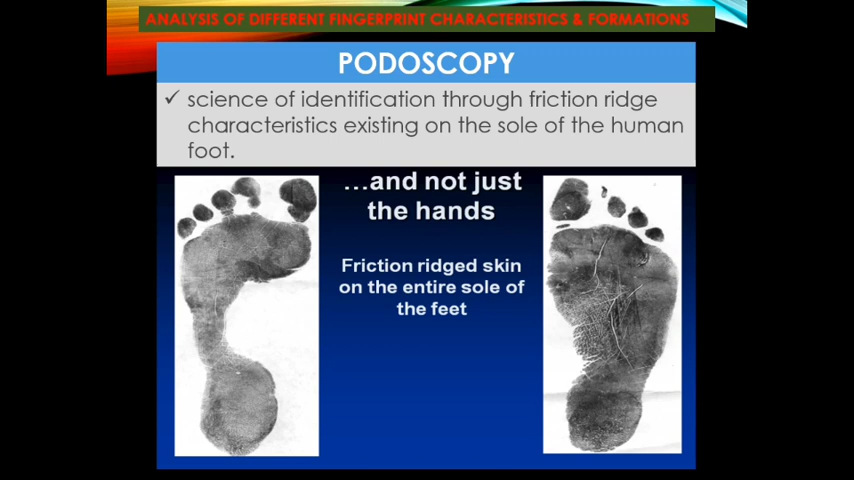 ANALYSIS OF DIFFERENT FINGERPRINT CHARACTERISTICS & FORMATIONS
PODOSCOPY
✓ science of identification through friction ridge
characteristics existing on the sole of the human
foot.
...and not just
the hands
Friction ridged skin
on the entire sole of
the feet